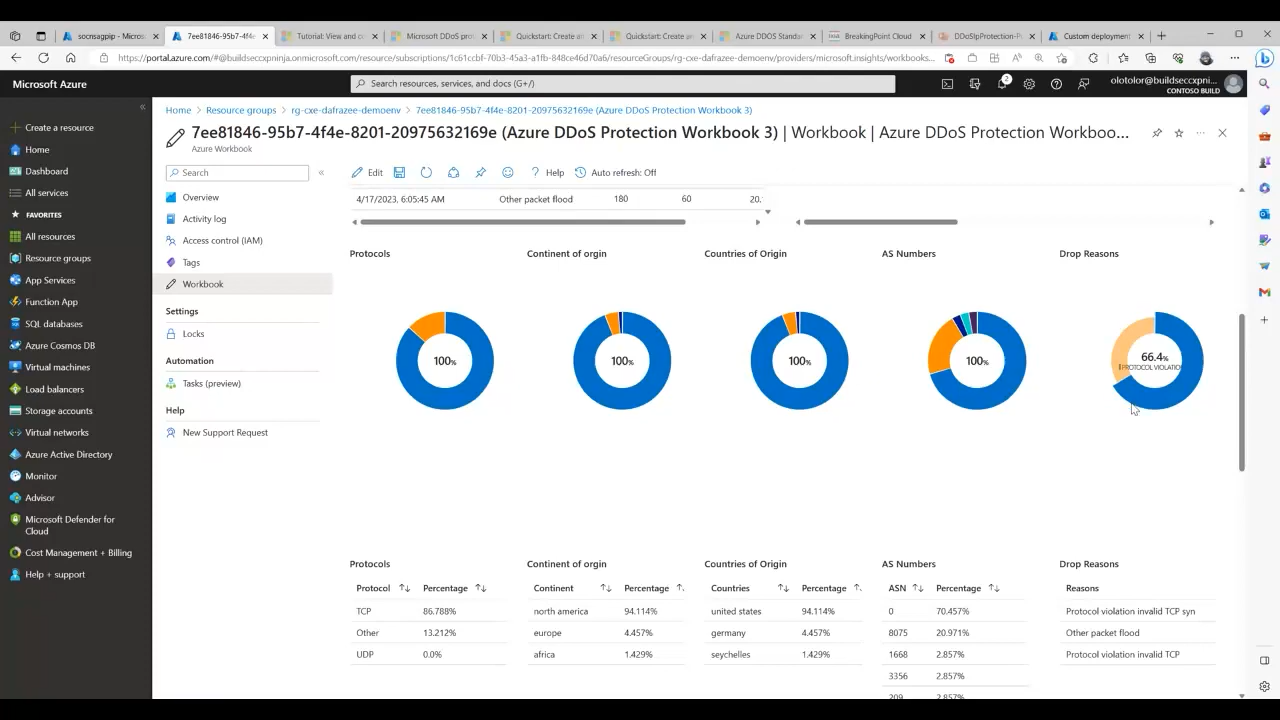 socnsagpip - Microso
7ee81846-95b7-4f4e-
Tutorial: View and co
Microsoft DDoS pro
Quickstart: Create an
Quickstart: Create an
Azure DDOS Standar
BreakingPoint Cloud
DDoSIpProtection-P
Custom deployment
https://portal.azure.com/#@buildseccxpninja.onmicrosoft.com/resource/subscriptions/1c61ccbf-70b3-45a3-a1fb-848ce46d70a6/resourceGroups/rg-cxe-dafrazee-demoenv/providers/microsoft.insights/workbooks...
Microsoft Azure
Search resources, services, and docs (G+/)
2
olotolor@buildseccxpni...
CONTOSO BUILD
Create a resource
Home
Dashboard
All services
FAVORITES
All resources
Resource groups
App Services
Function App
SQL databases
Azure Cosmos DB
Virtual machines
Load balancers
Storage accounts
Virtual networks
Azure Active Directory
Monitor
Advisor
Microsoft Defender for
Cloud
Cost Management + Billing
Help + support
Home > Resource groups > rg-cxe-dafrazee-demoenv > 7ee81846-95b7-4f4e-8201-20975632169e (Azure DDoS Protection Workbook 3)
7ee81846-95b7-4f4e-8201-20975632169e (Azure DDoS Protection Workbook 3) | Workbook | Azure DDoS Protection Workboo...
Azure Workbook
Search
Overview
Activity log
Access control (IAM)
Tags
Workbook
Settings
Locks
Automation
Tasks (preview)
Help
New Support Request
Edit
Help
Auto refresh: Off
4/17/2023, 6:05:45 AM Other packet flood 180 60 20,
Protocols Continent of origin Countries of Origin AS Numbers Drop Reasons
100% 100% 100% 100% 66.4%
PROTOCOL VIOLATIO
Protocols Continent of origin Countries of Origin AS Numbers Drop Reasons
Protocol Percentage Continent Percentage Countries Percentage ASN Percentage Reasons
TCP 86.788% north america 94.114% united states 94.114% 0 70.457% Protocol violation invalid TCP syn
Other 13.212% europe 4.457% germany 4.457% 8075 20.971% Other packet flood
UDP 0.0% africa 1.429% seychelles 1.429% 1668 2.857% Protocol violation invalid TCP
3356 2.857%
209 2.857%